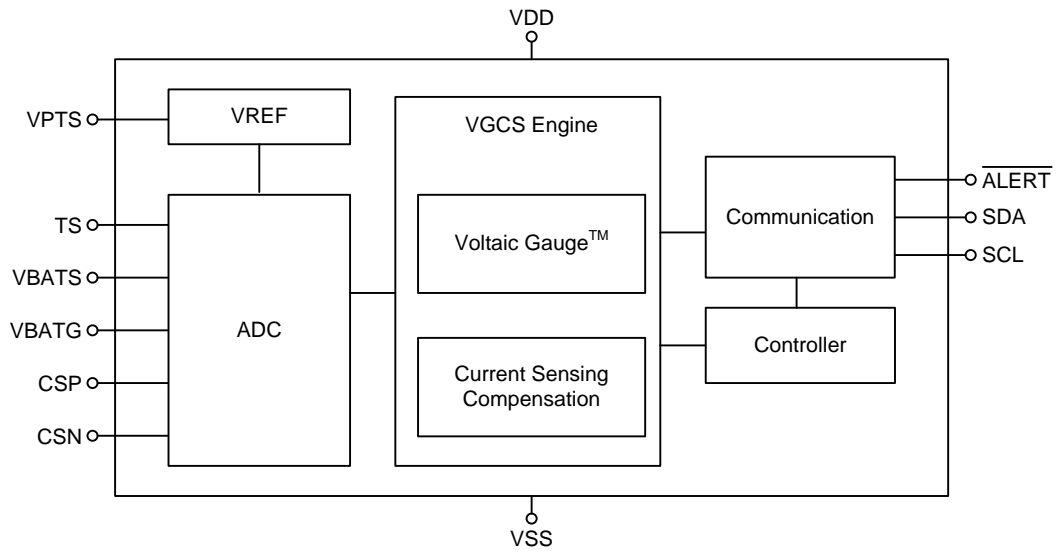 VDD
VPTS
VREF
VGCS Engine
TS
VBATS
VBATG
CSP
CSN
ADC
Voltaic Gauge™
Current Sensing
Compensation
Communication
Controller
ALERT
SDA
SCL
VSS